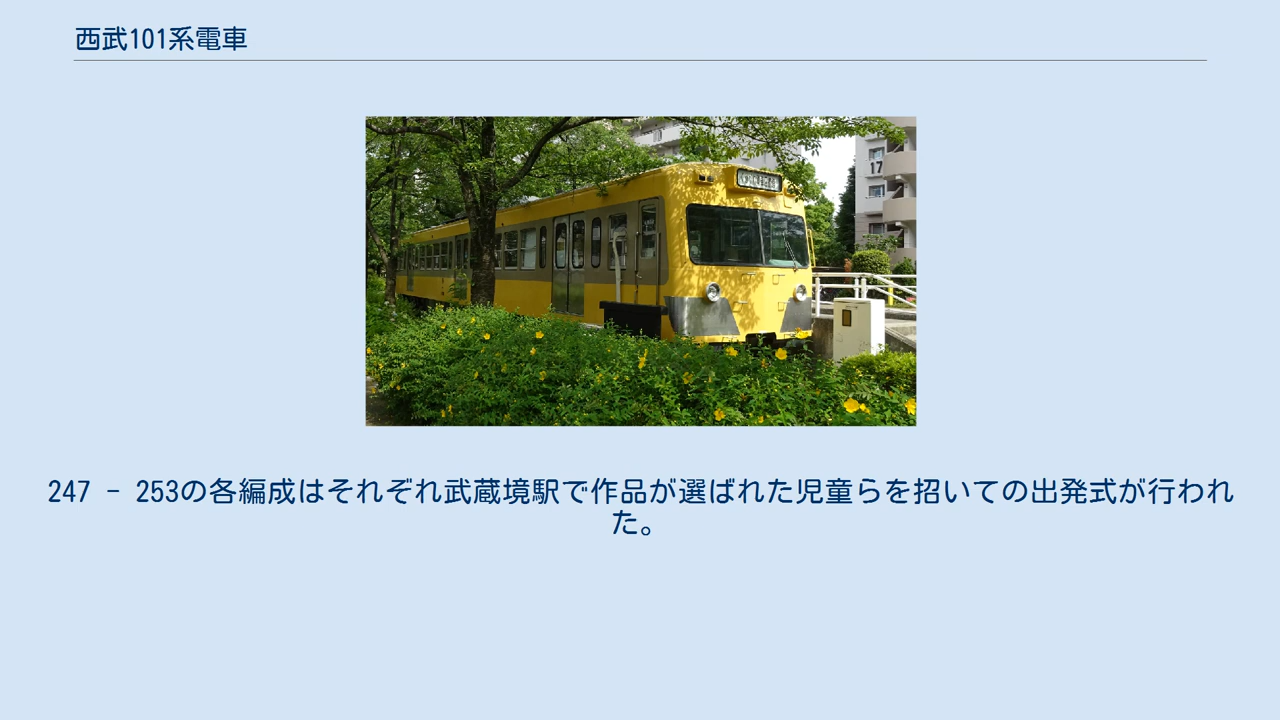 西武101系電車
17
247 - 253の各編成はそれぞれ武蔵境駅で作品が選ばれた児童らを招いての出発式が行われ
た。